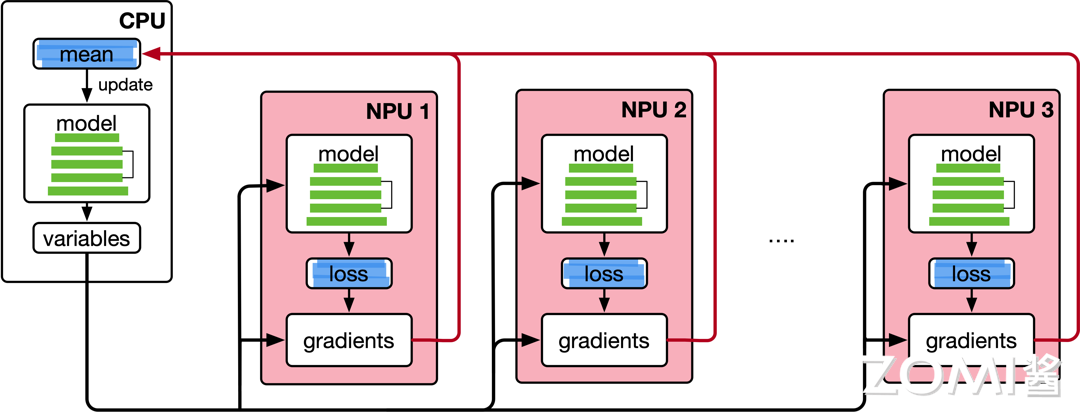 CPU
mean
update
model
variables
NPU 1
model
loss
gradients
NPU 2
model
loss
gradients
....
NPU 3
model
loss
gradients
ZOMI酱